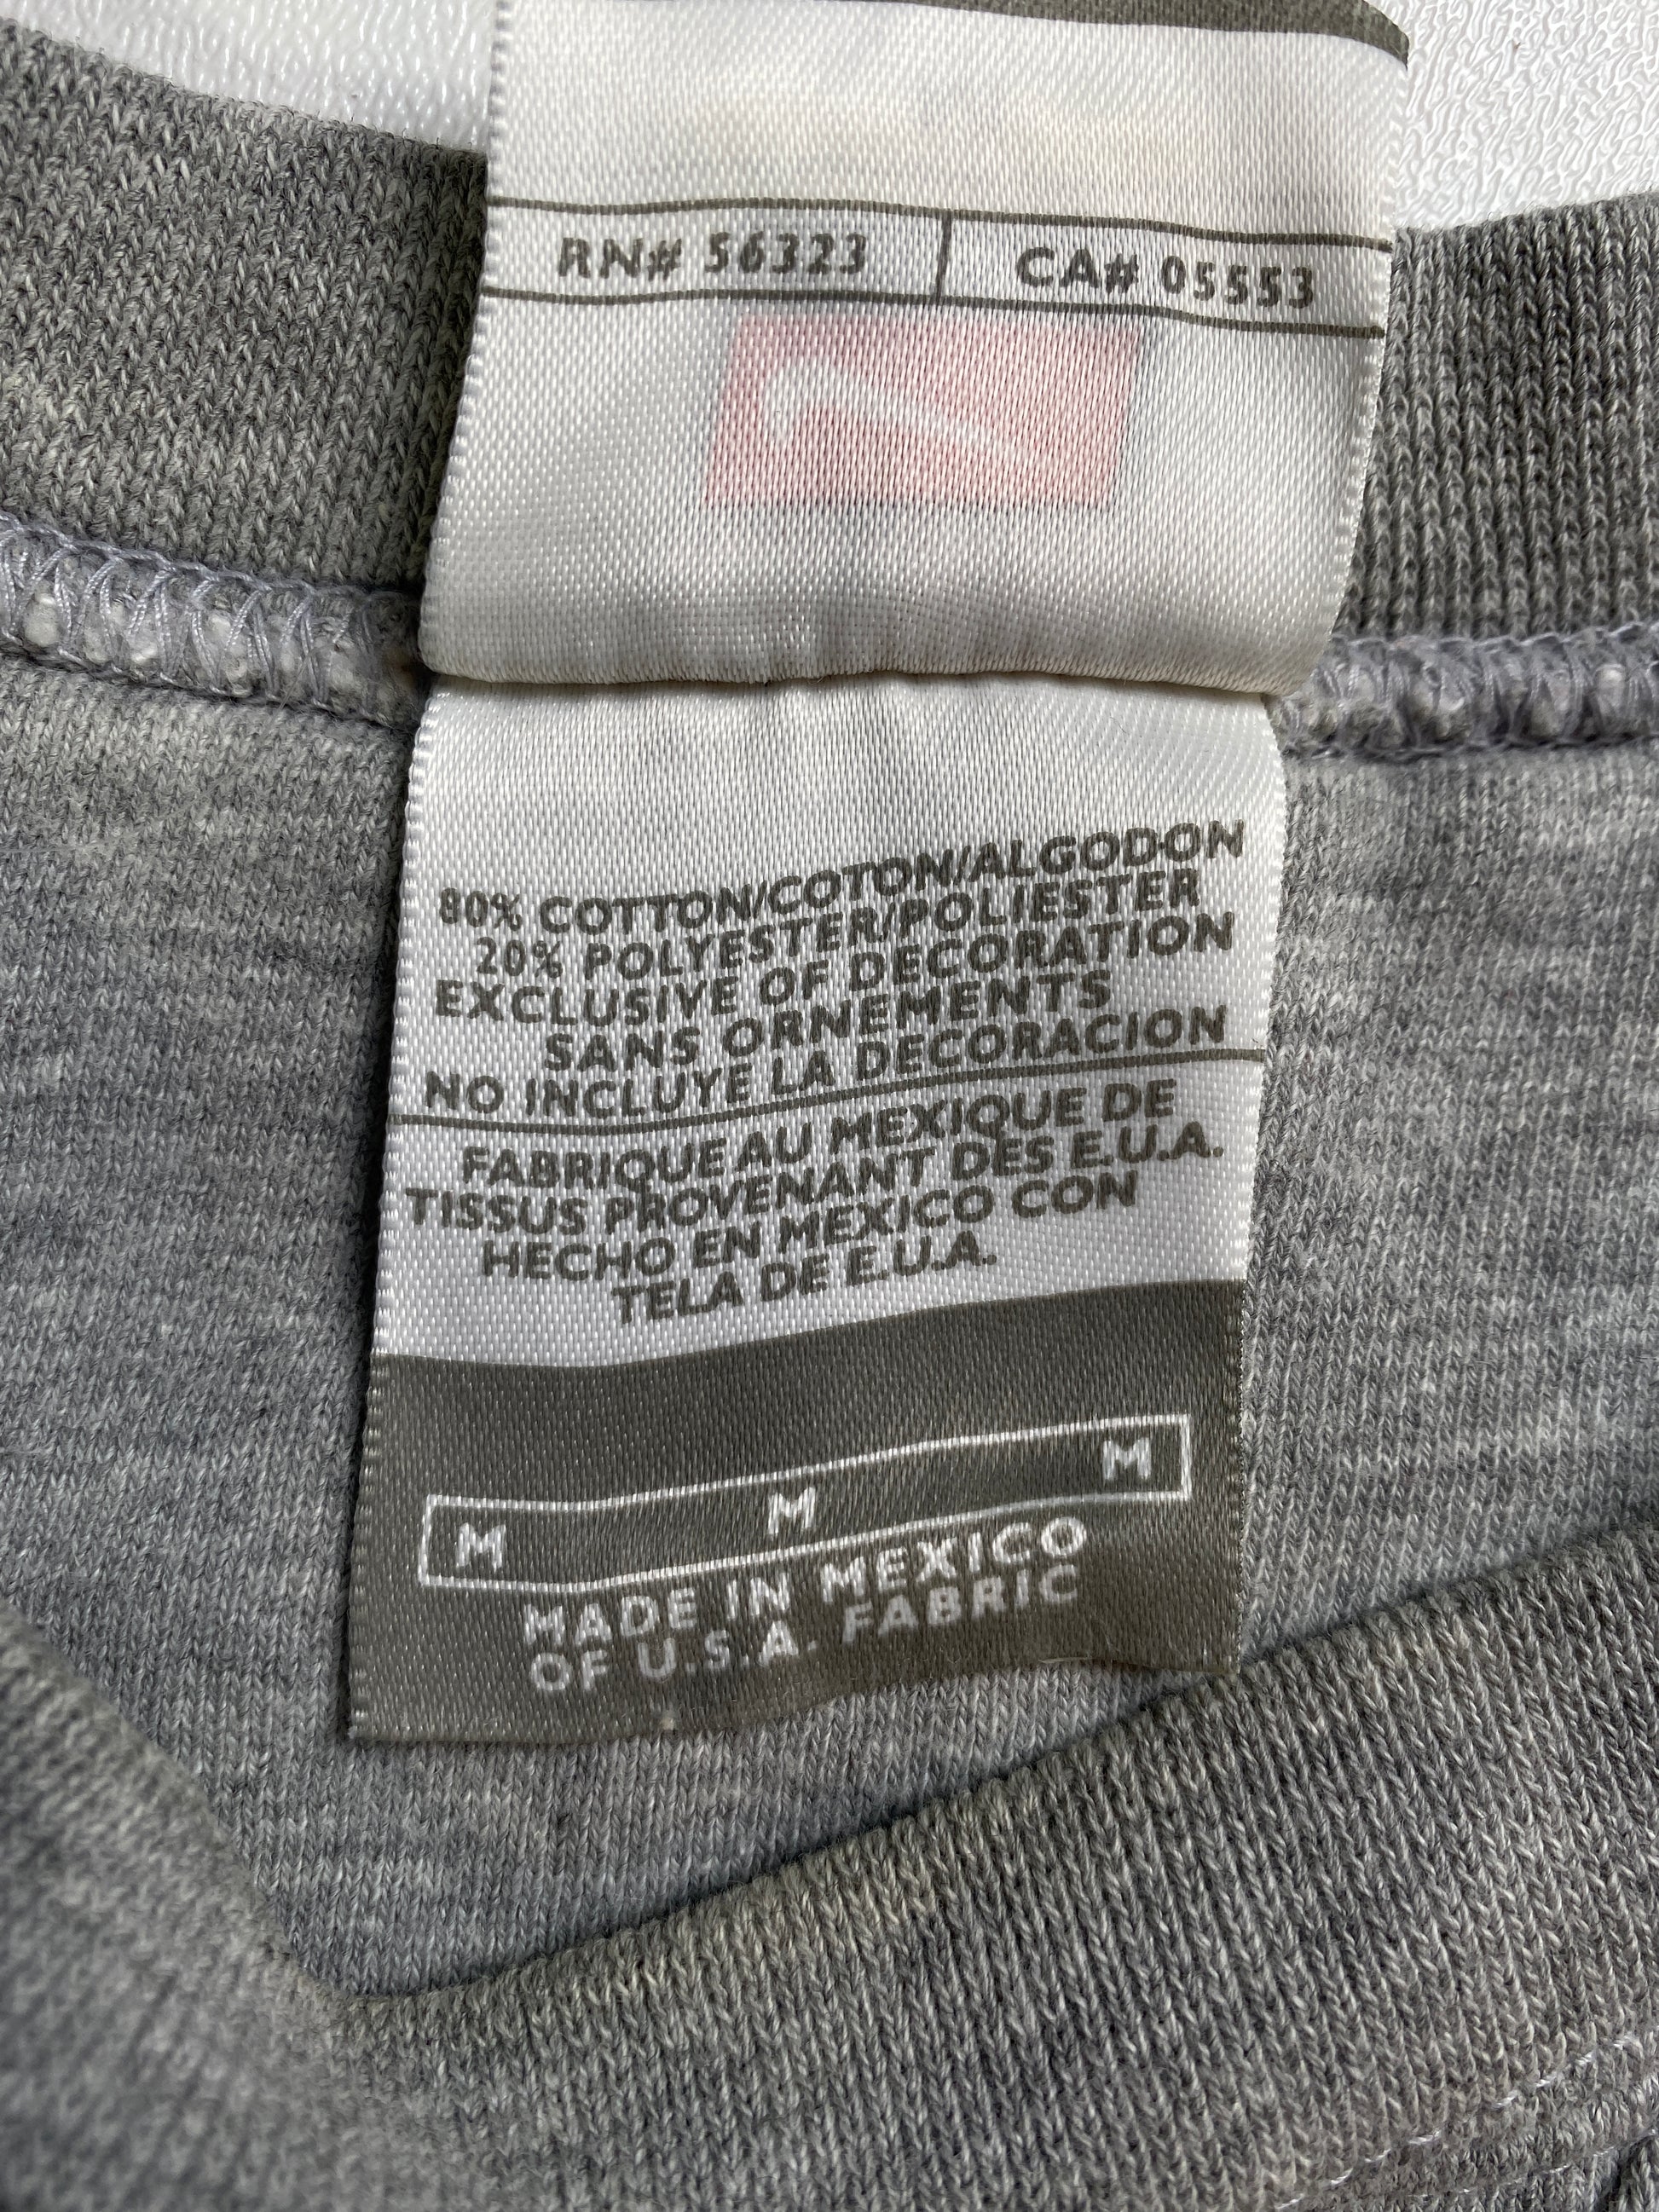 RN# 56323 CA# 05553
80% COTTON/COTON/ALGODON
20% POLYESTER/POLIESTER
EXCLUSIVE OF DECORATION
SANS ORNEMENTS
NO INCLUYE LA DECORACION
FABRIQUE AU MEXIQUE DE
TISSUS PROVENANT DES E.U.A.
HECHO EN MEXICO CON
TELA DE E.U.A.
M M M
MADE IN MEXICO
OF U.S.A. FABRIC